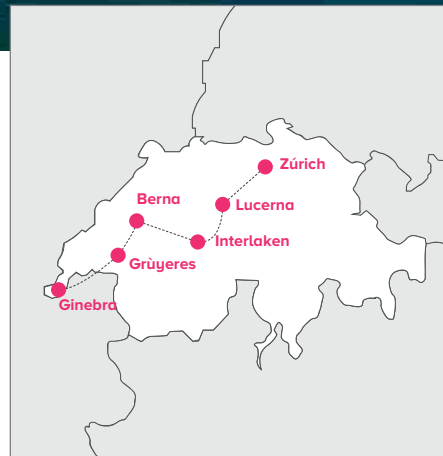 Zúrich
Berna
Lucerna
Interlaken
Grùyeres
Ginebra